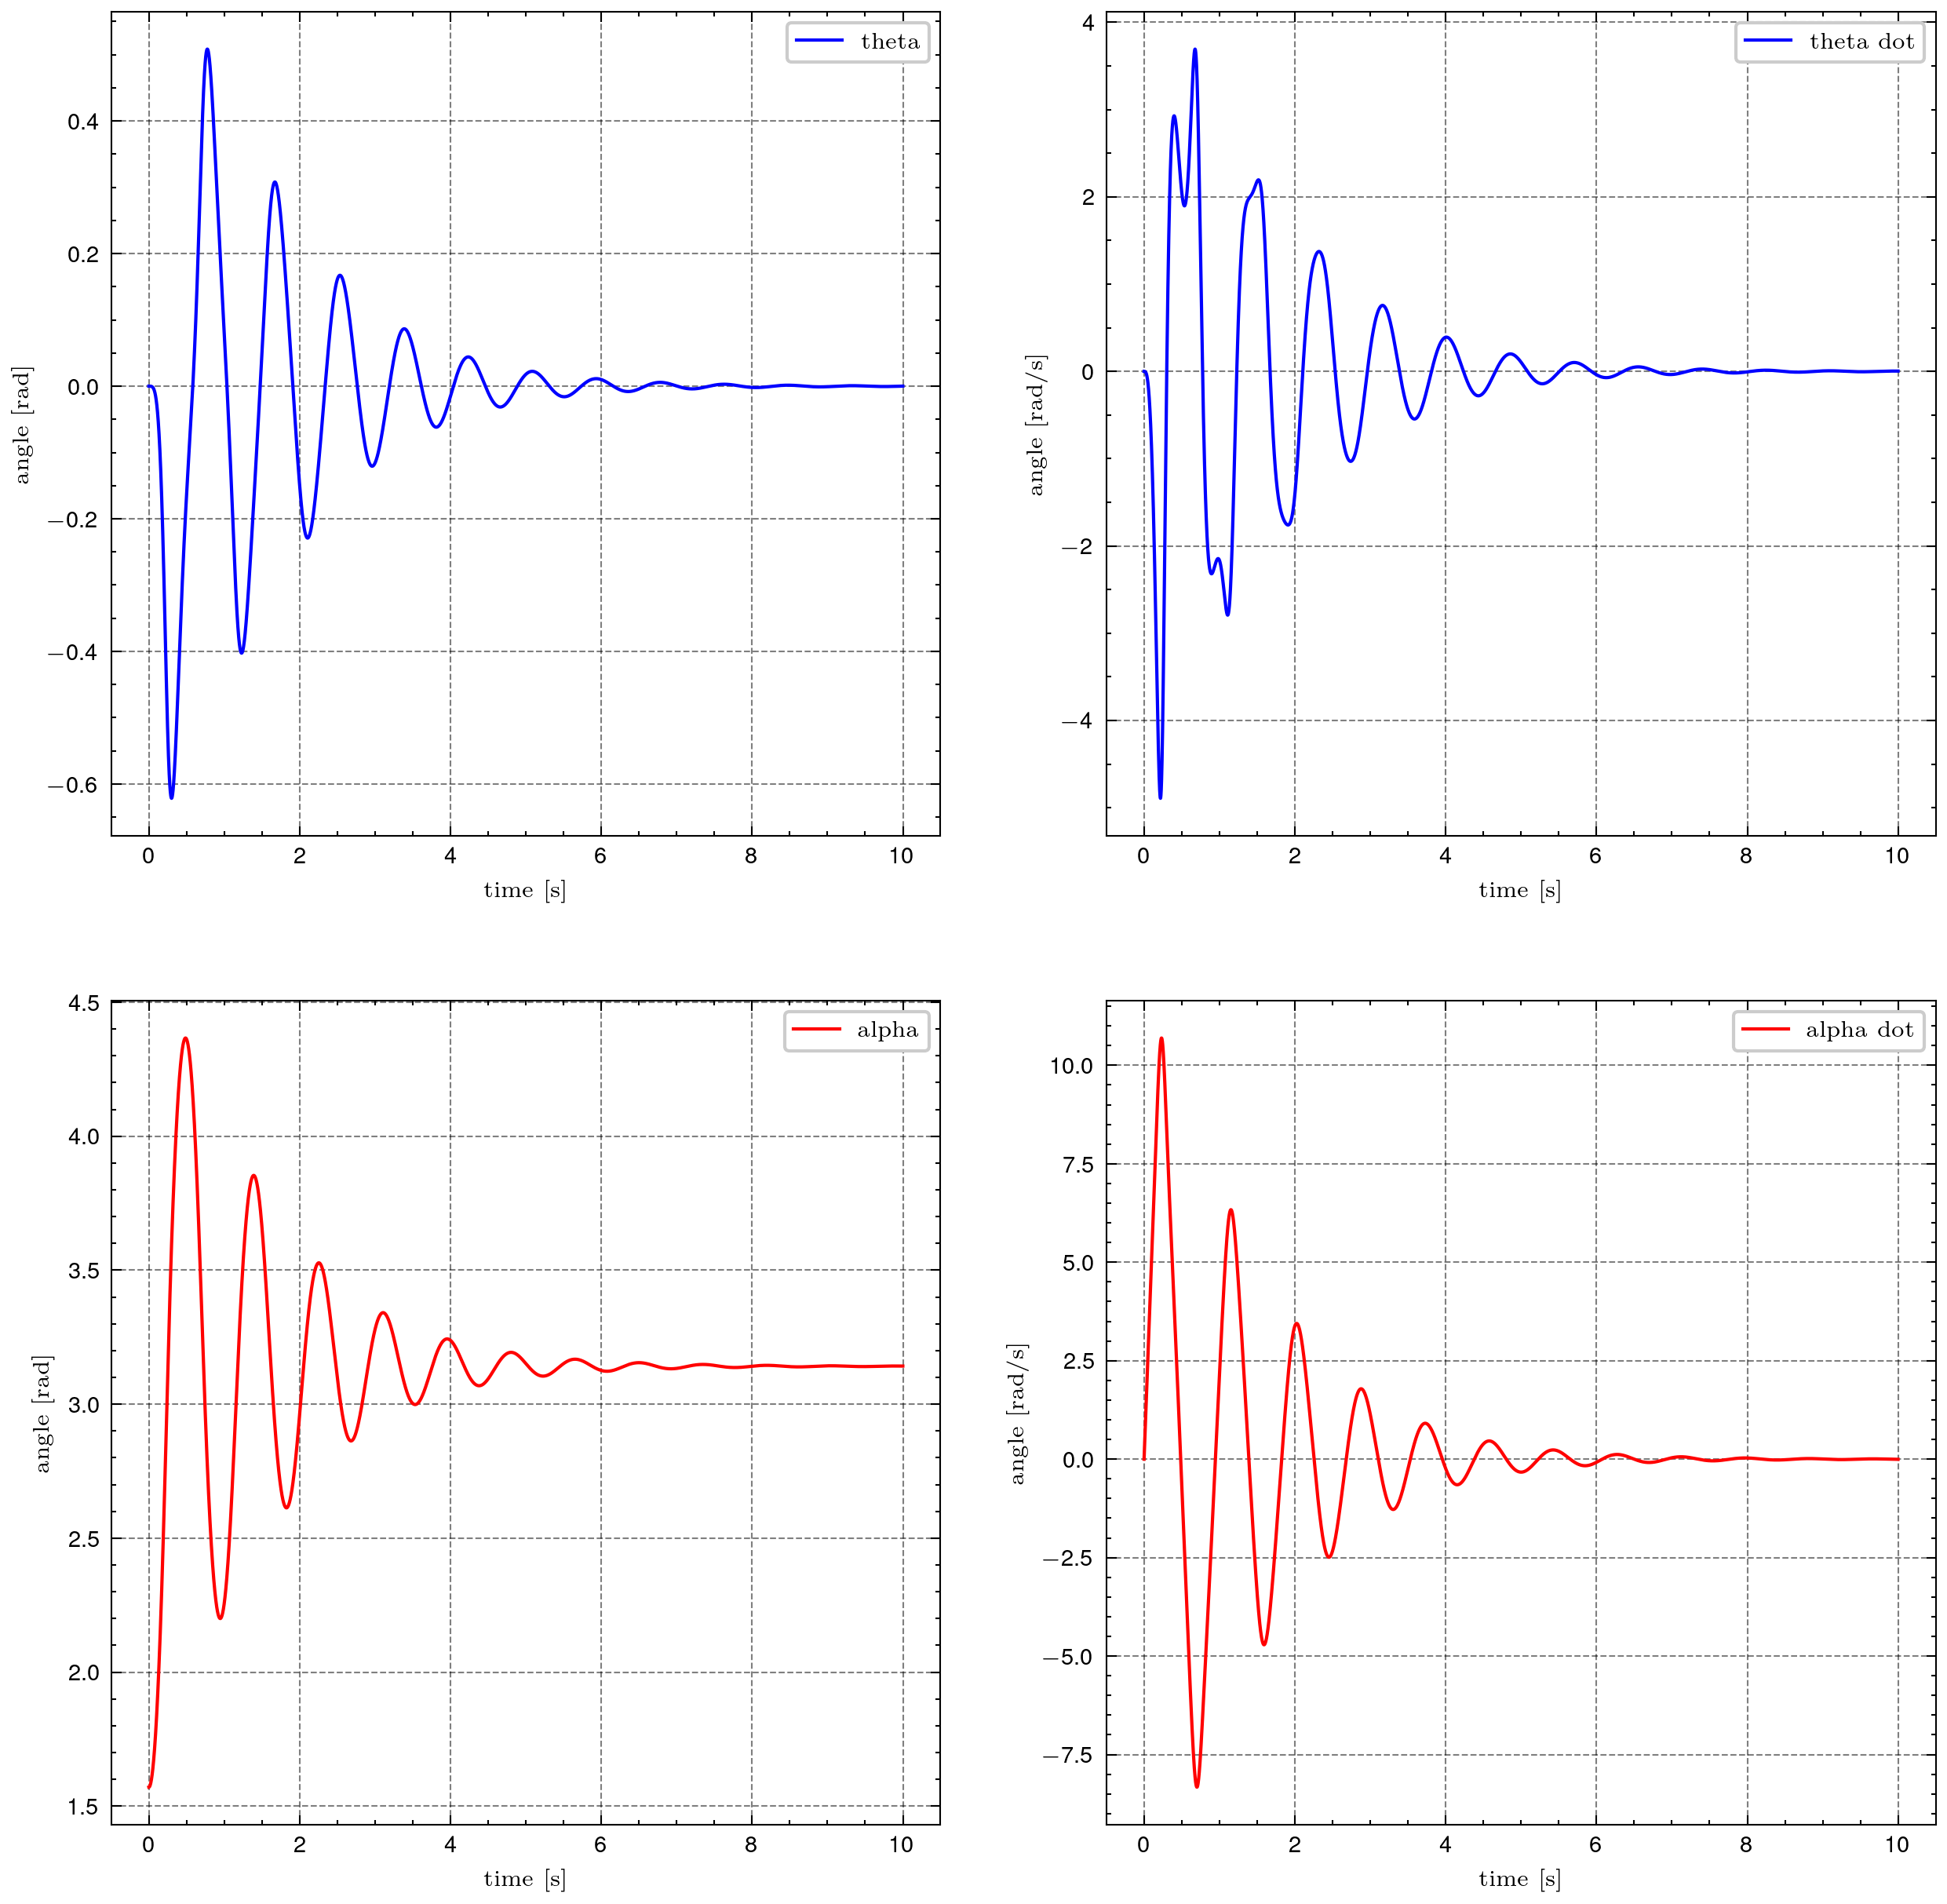 theta
0.4
0.2
0.0
−0.2
−0.4
−0.6
angle [rad]
0 2 4 6 8 10
time [s]
theta dot
4
2
0
−2
−4
angle [rad/s]
0 2 4 6 8 10
time [s]
alpha
4.5
4.0
3.5
3.0
2.5
2.0
1.5
angle [rad]
0 2 4 6 8 10
time [s]
alpha dot
10.0
7.5
5.0
2.5
0.0
−2.5
−5.0
−7.5
angle [rad/s]
0 2 4 6 8 10
time [s]